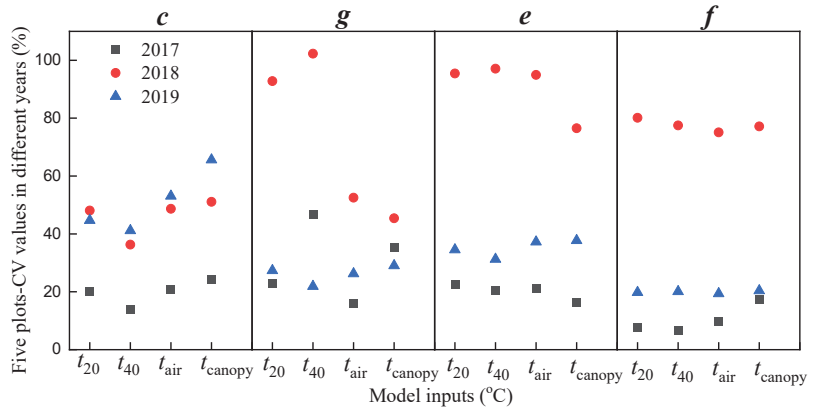 c g e f
2017
2018
2019
Five plots-CV values in different years (%)
100
80
60
40
20
0
t20 t40 tair tcanopy t20 t40 tair tcanopy t20 t40 tair tcanopy t20 t40 tair tcanopy
Model inputs (°C)